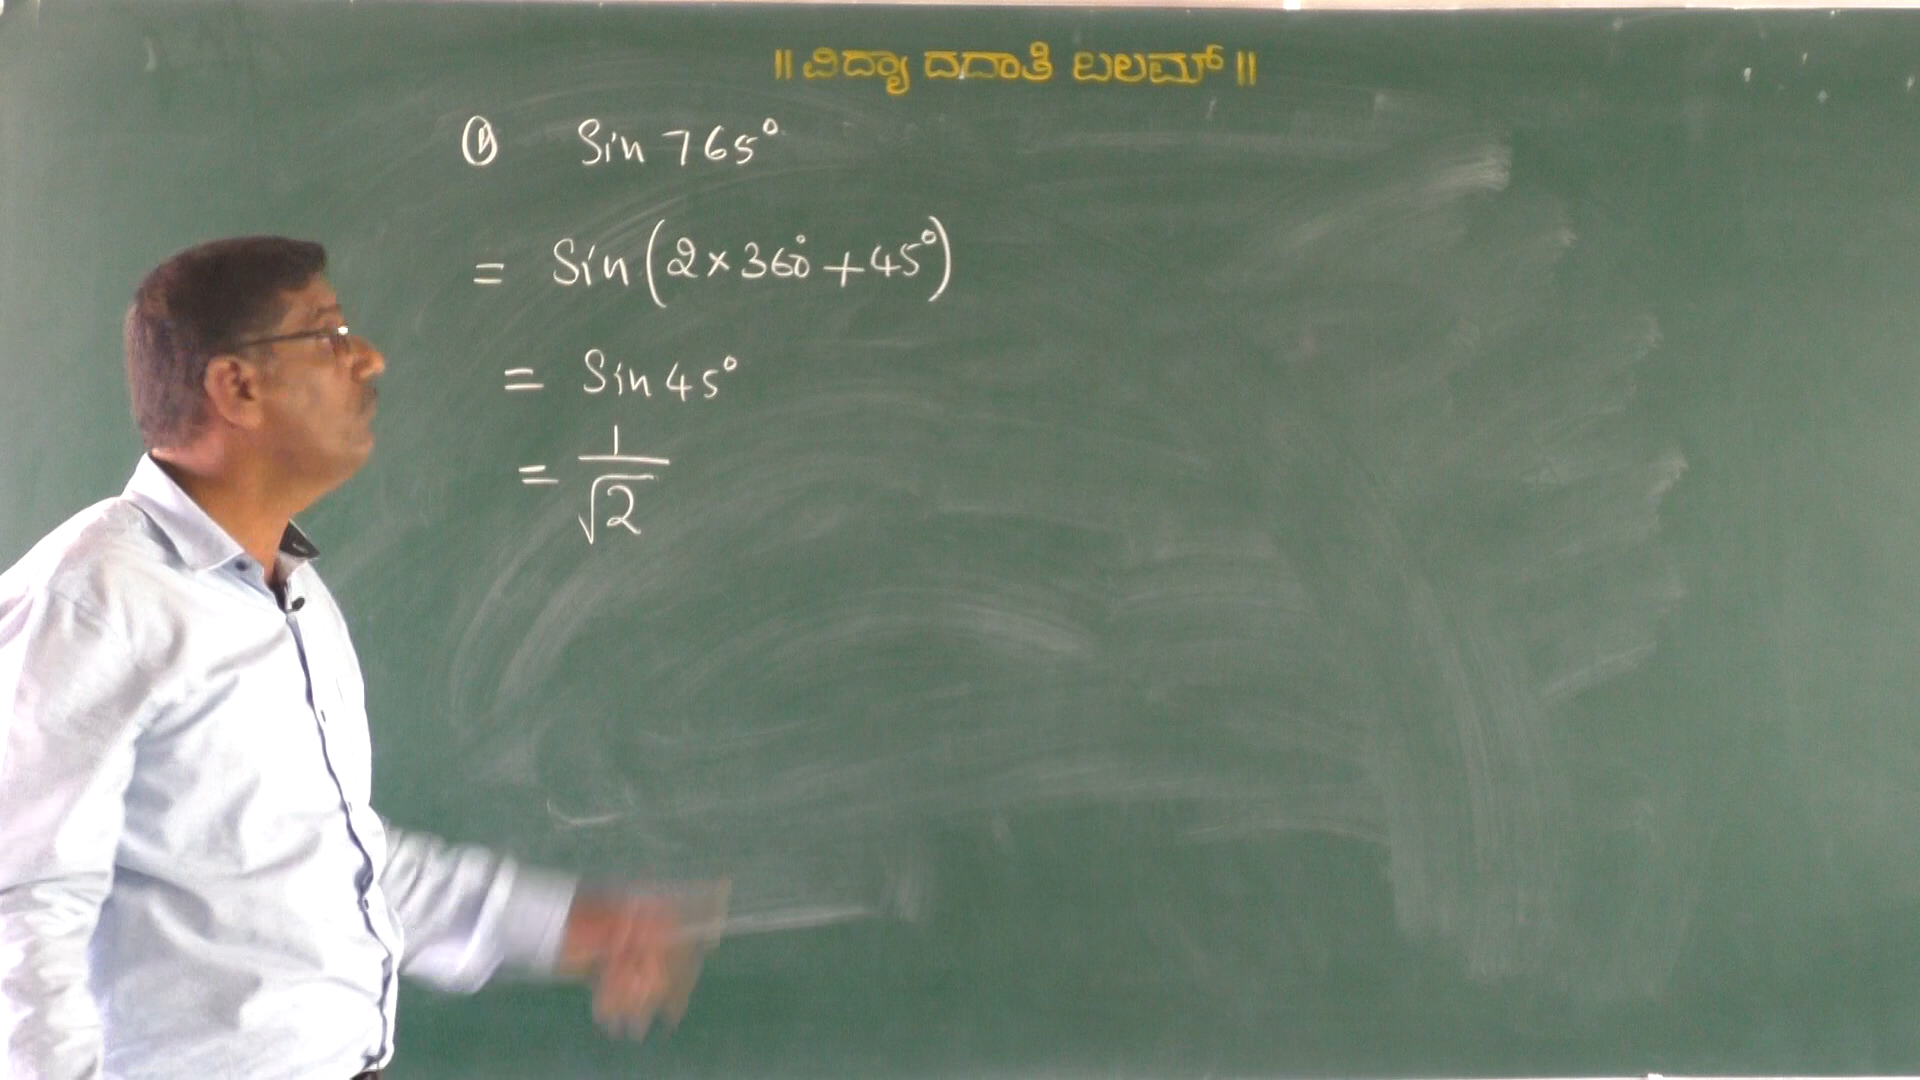 ॥ ವಿದ್ಯಾ ದದಾತಿ ಬಲಮ್ ॥
① Sin 765°
= Sin (2 × 360° + 45°)
= Sin 45°
= 1/√2